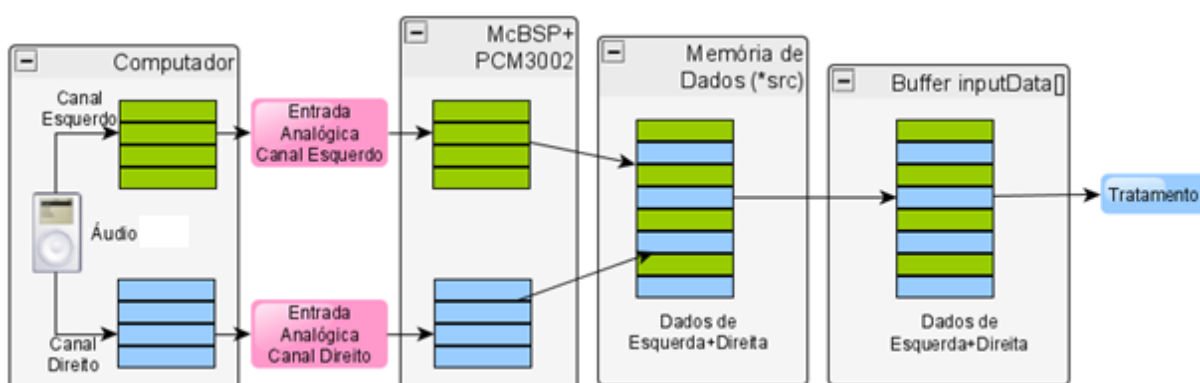 Computador
Canal
Esquerdo
Áudio
Canal
Direito
Entrada
Analógica
Canal Esquerdo
Entrada
Analógica
Canal Direito
McBSP+
PCM3002
Memória de
Dados (*src)
Dados de
Esquerda+Direita
Buffer inputData[]
Dados de
Esquerda+Direita
Tratamento